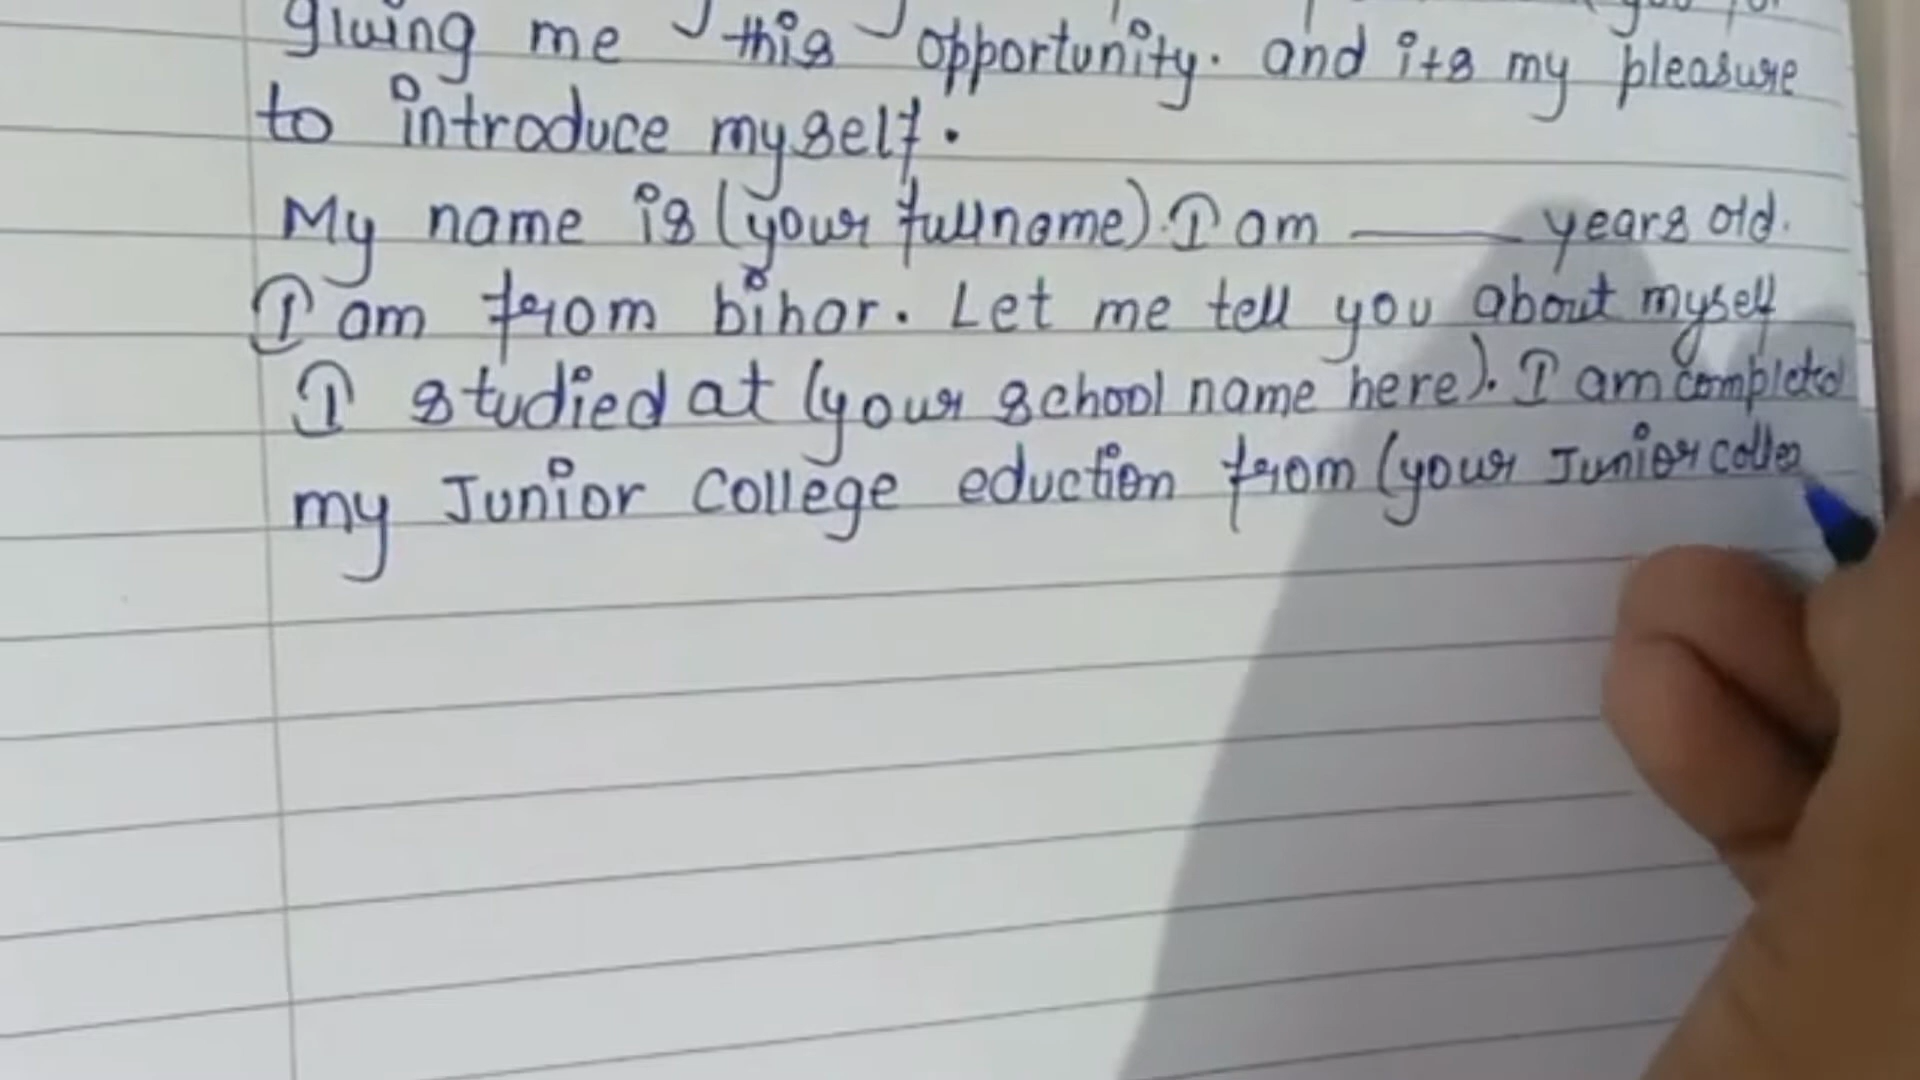 giving me this opportunity. and its my pleasure
to introduce myself.
My name is (your fullname). I am ______ years old.
I am from bihar. Let me tell you about myself
I studied at (your school name here). I am completed
my Junior College eduction from (your Junior colle